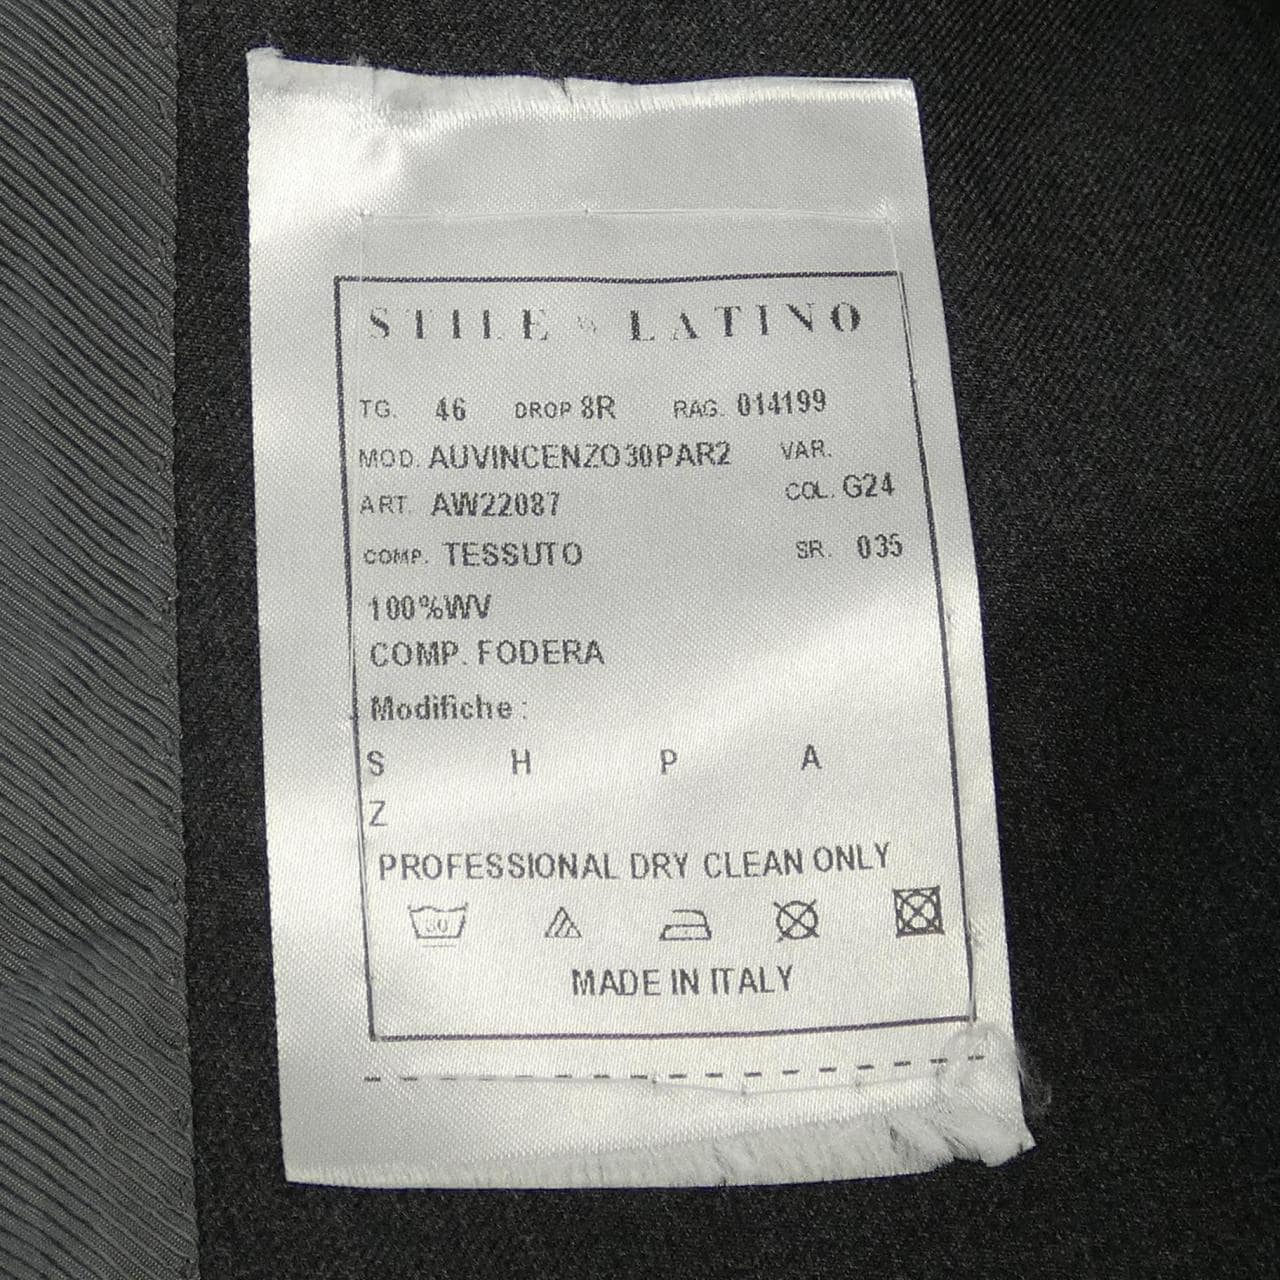 STILE LATINO
TG. 46 DROP 8R RAG. 014199
MOD. AUVINCENZO30PAR2 VAR.
ART. AW22087 COL. G24
COMP. TESSUTO SR. 035
100%WV
COMP. FODERA
Modifiche :
S H P A
Z
PROFESSIONAL DRY CLEAN ONLY
30
MADE IN ITALY